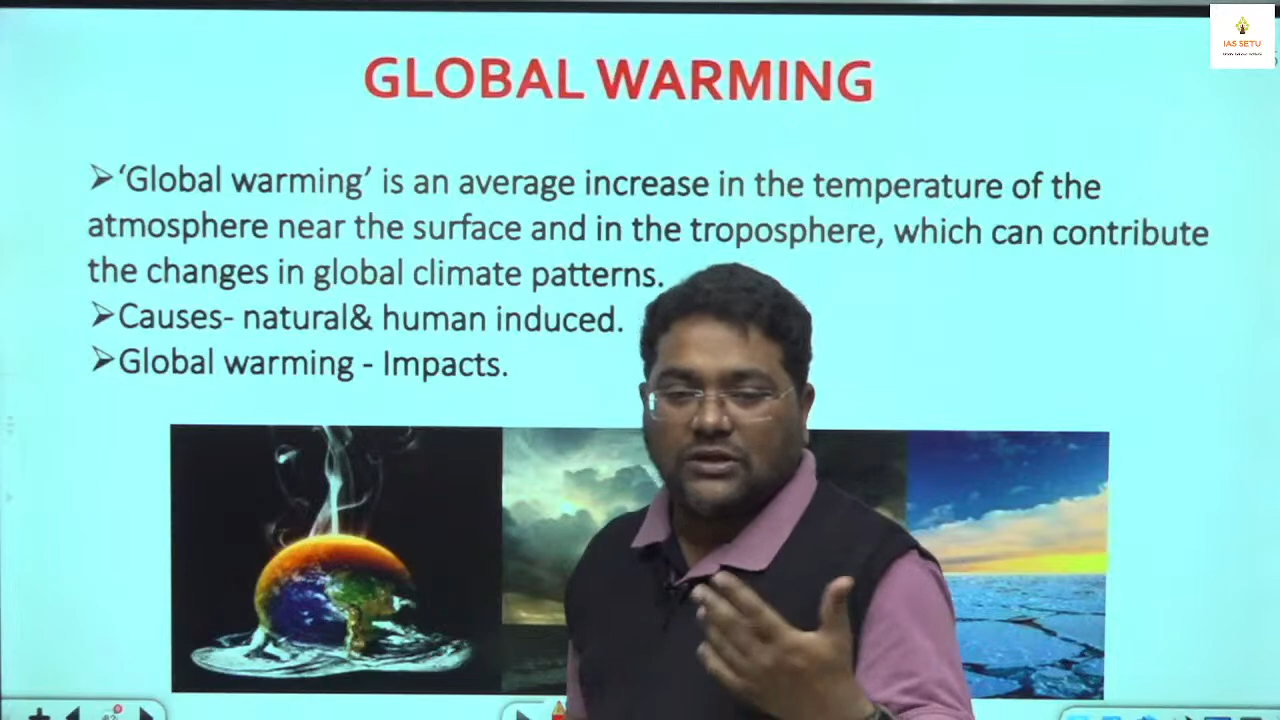 IAS SETU
GLOBAL WARMING
➢‘Global warming’ is an average increase in the temperature of the
atmosphere near the surface and in the troposphere, which can contribute
the changes in global climate patterns.
➢Causes- natural& human induced.
➢Global warming - Impacts.